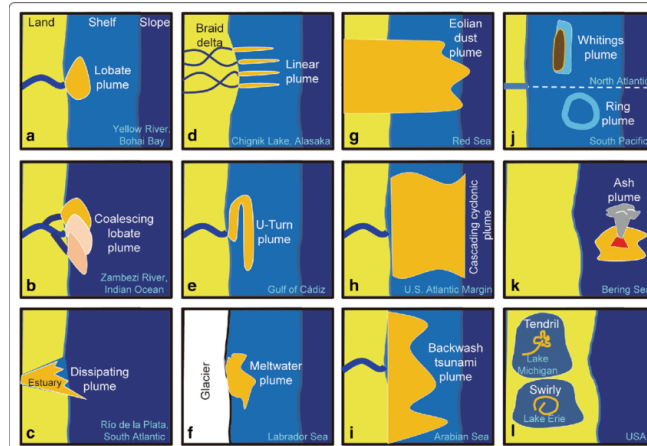 Land
Shelf
Slope
Lobate
plume
a
Yellow River,
Bohai Bay
Braid
delta
Linear
plume
d
Chignik Lake, Alasaka
Eolian
dust
plume
g
Red Sea
Whitings
plume
North Atlantic
Ring
plume
j
South Pacific
Coalescing
lobate
plume
b
Zambezi River,
Indian Ocean
U-Turn
plume
e
Gulf of Cádiz
Cascading cyclonic
plume
h
U.S. Atlantic Margin
Ash
plume
k
Bering Sea
Dissipating
plume
Estuary
c
Río de la Plata,
South Atlantic
Glacier
Meltwater
plume
f
Labrador Sea
Backwash
tsunami
plume
i
Arabian Sea
Tendril
Lake
Michigan
Swirly
Lake Erie
l
USA